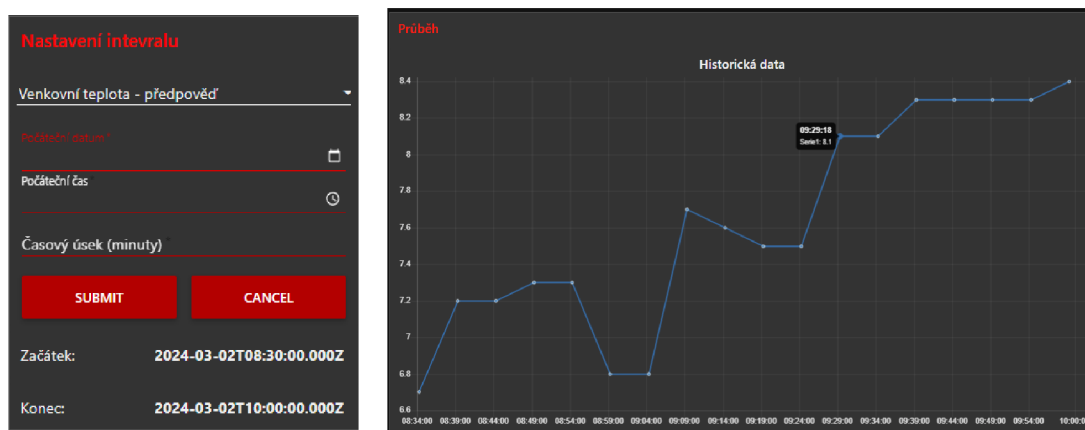 Nastavení intevralu
Venkovní teplota - předpověď
Počáteční datum *
Počáteční čas
Časový úsek (minuty) *
SUBMIT CANCEL
Začátek: 2024-03-02T08:30:00.000Z
Konec: 2024-03-02T10:00:00.000Z
Průběh
Historická data
8.4
8.2
8
7.8
7.6
7.4
7.2
7
6.8
6.6
09:29:18
Serie1: 8.1
08:34:00 08:39:00 08:44:00 08:49:00 08:54:00 08:59:00 09:04:00 09:09:00 09:14:00 09:19:00 09:24:00 09:29:00 09:34:00 09:39:00 09:44:00 09:49:00 09:54:00